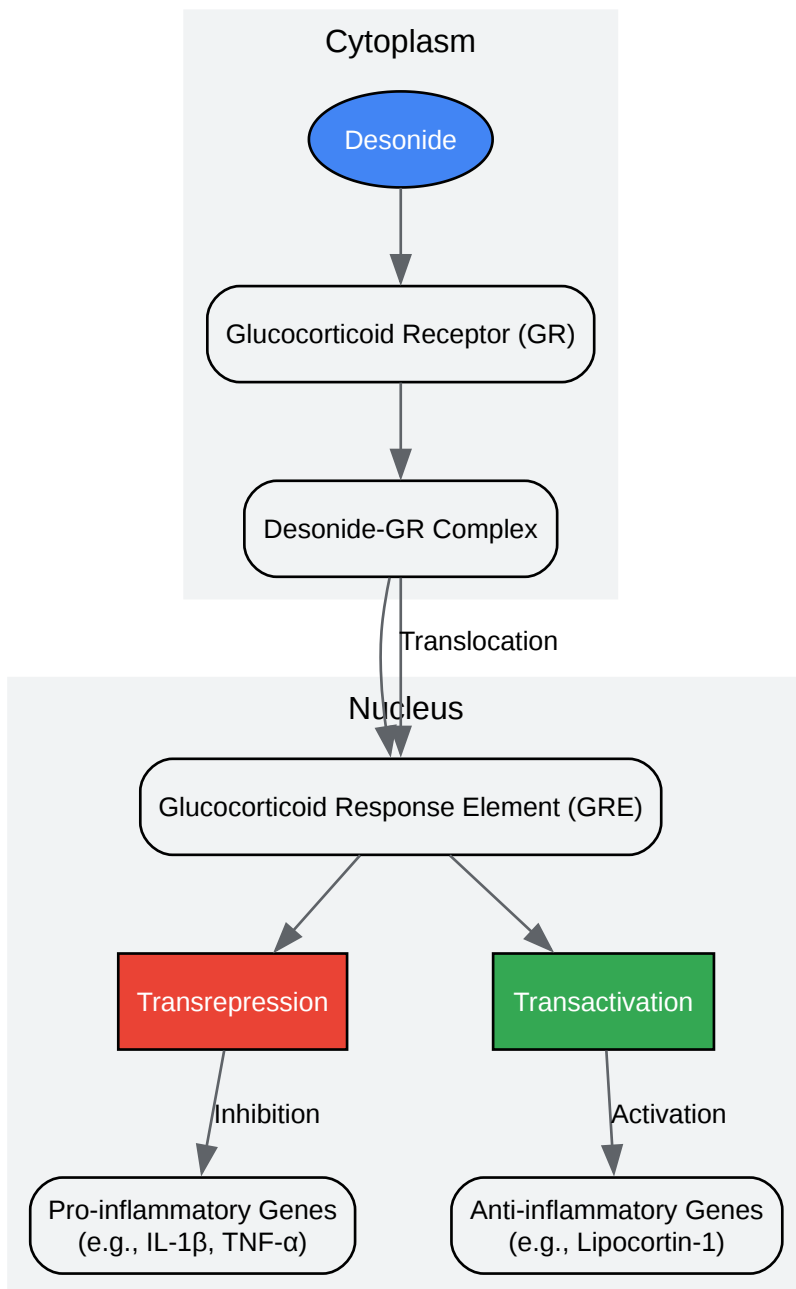 Cytoplasm
Desonide
Glucocorticoid Receptor (GR)
Desonide-GR Complex
Translocation
Nucleus
Glucocorticoid Response Element (GRE)
Transrepression
Transactivation
Inhibition
Activation
Pro-inflammatory Genes
(e.g., IL-1β, TNF-α)
Anti-inflammatory Genes
(e.g., Lipocortin-1)